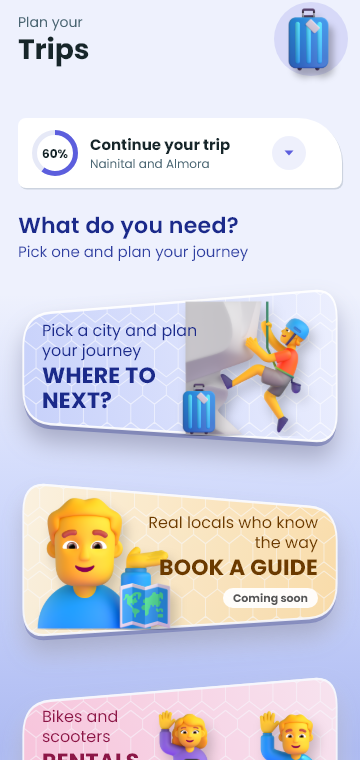 Plan your
Trips
60%
Continue your trip
Nainital and Almora
What do you need?
Pick one and plan your journey
Pick a city and plan
your journey
WHERE TO
NEXT?
Real locals who know
the way
BOOK A GUIDE
Coming soon
Bikes and
scooters
RENTALS